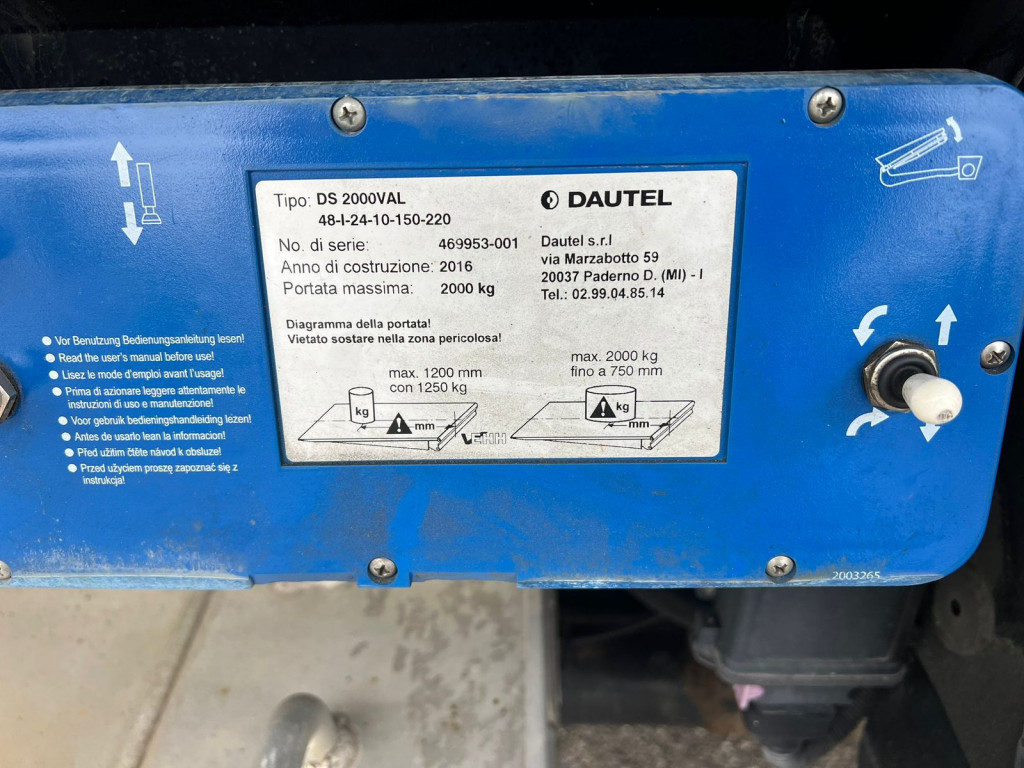 Tipo: DS 2000VAL
48-I-24-10-150-220
No. di serie: 469953-001
Anno di costruzione: 2016
Portata massima: 2000 kg
DAUTEL
Dautel s.r.l
via Marzabotto 59
20037 Paderno D. (MI) - I
Tel.: 02.99.04.85.14
Diagramma della portata!
Vietato sostare nella zona pericolosa!
max. 1200 mm
con 1250 kg
kg
mm
max. 2000 kg
fino a 750 mm
kg
mm
Vor Benutzung Bedienungsanleitung lesen!
Read the user's manual before use!
Lisez le mode d'emploi avant l'usage!
Prima di azionare leggere attentamente le
instruzioni di uso e manutenzione!
Voor gebruik bedieningshandleiding lezen!
Antes de usarlo lean la informacion!
Před užitim čtěte návod k obsluze!
Przed użyciem proszę zapoznać się z
instrukcja!
2003265